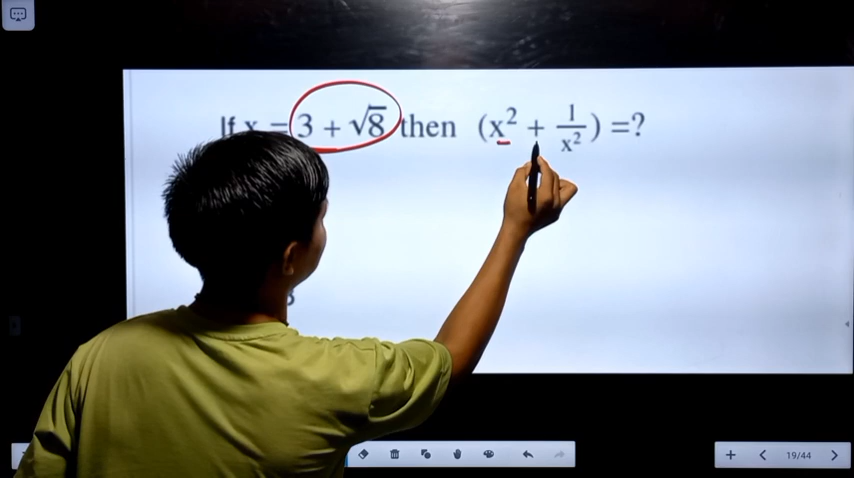 If x = 3 + √8 then (x² + 1/x²) =?
19/44